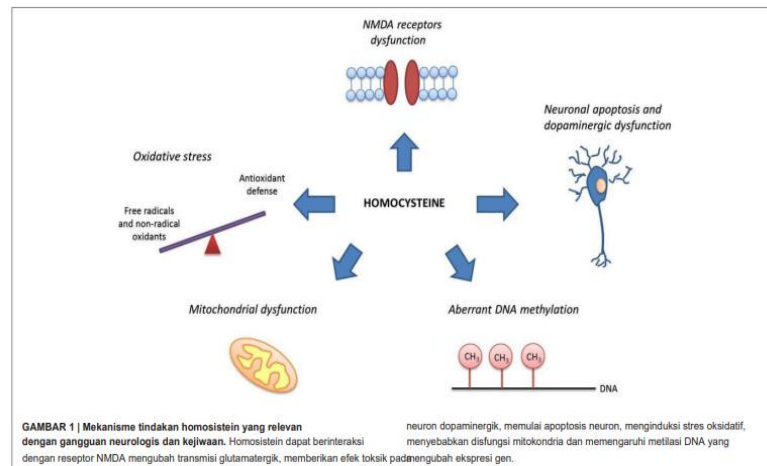 NMDA receptors
dysfunction
Neuronal apoptosis and
dopaminergic dysfunction
Oxidative stress
Antioxidant
defense
Free radicals
and non-radical
oxidants
HOMOCYSTEINE
Mitochondrial dysfunction
Aberrant DNA methylation
CH3 CH3 CH3
DNA
GAMBAR 1 | Mekanisme tindakan homosistein yang relevan
dengan gangguan neurologis dan kejiwaan. Homosistein dapat berinteraksi
dengan reseptor NMDA mengubah transmisi glutamatergik, memberikan efek toksik pada
neuron dopaminergik, memulai apoptosis neuron, menginduksi stres oksidatif,
menyebabkan disfungsi mitokondria dan memengaruhi metilasi DNA yang
mengubah ekspresi gen.